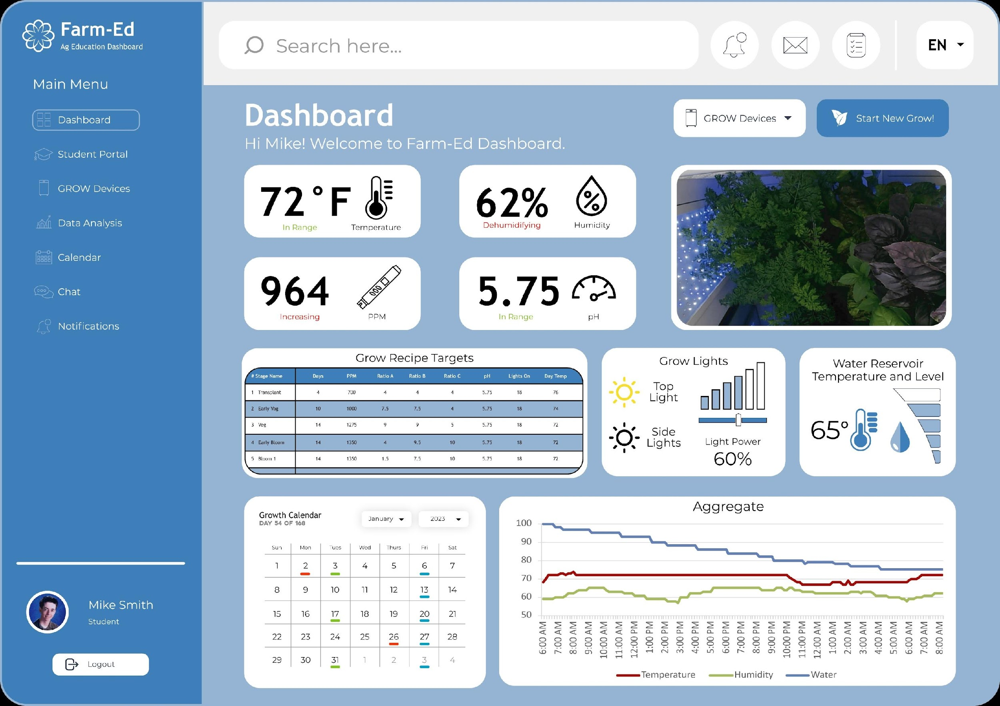 Farm-Ed
Ag Education Dashboard
Main Menu
Dashboard
Student Portal
GROW Devices
Data Analysis
Calendar
Chat
Notifications
Mike Smith
Student
Logout
Search here...
EN
Dashboard
Hi Mike! Welcome to Farm-Ed Dashboard.
GROW Devices
Start New Grow!
72°F
In Range
Temperature
62%
Dehumidifying
Humidity
964
Increasing
PPM
5.75
In Range
pH
Grow Recipe Targets
# Stage Name Days PPM Ratio A Ratio B Ratio C pH Lights On Day Temp
1 Transplant 4 700 4 4 4 5.75 18 76
2 Early Vag 10 1000 7.5 7.5 4 5.75 18 74
3 Veg 14 1275 9 9 5 5.75 18 72
4 Early Bloom 14 1350 4 9.5 10 5.75 18 72
5 Bloom 1 14 1350 1.5 7.5 10 5.75 18 72
Grow Lights
Top
Light
Side
Lights
Light Power
60%
Water Reservoir
Temperature and Level
65°
Growth Calendar
DAY 54 OF 168
January
2023
Sun Mon Tues Wed Thurs Fri Sat
1 2 3 4 5 6 7
8 9 10 11 12 13 14
15 16 17 18 19 20 21
22 23 24 25 26 27 28
29 30 31 1 2 3 4
Aggregate
100
90
80
70
60
50
6:00 AM 7:00 AM 8:00 AM 9:00 AM 10:00 AM 11:00 AM 12:00 PM 1:00 PM 2:00 PM 3:00 PM 4:00 PM 5:00 PM 6:00 PM 7:00 PM 8:00 PM 9:00 PM 10:00 PM 11:00 PM 12:00 AM 1:00 AM 2:00 AM 3:00 AM 4:00 AM 5:00 AM 6:00 AM 7:00 AM 8:00 AM
Temperature Humidity Water